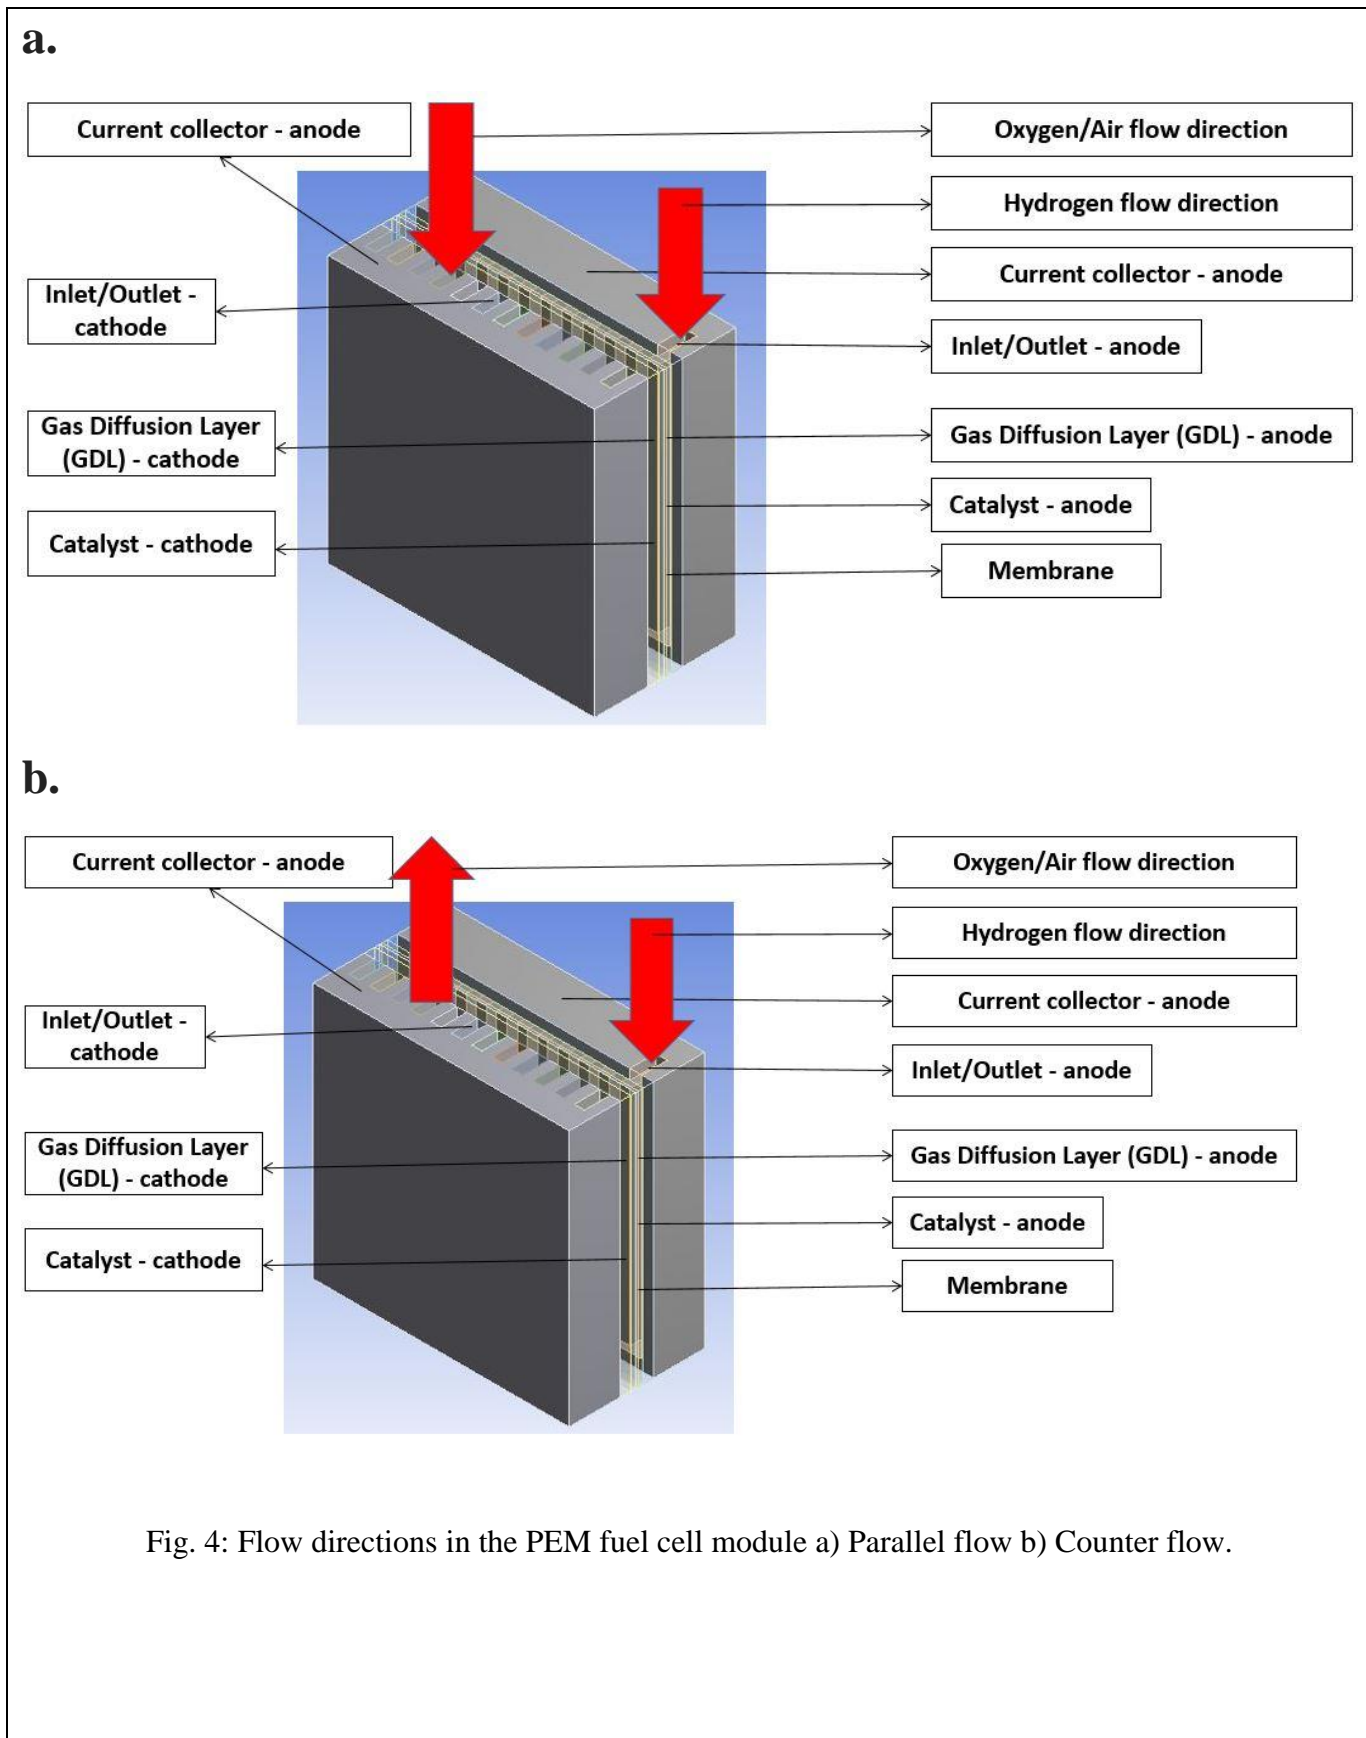 a.
Current collector - anode
Oxygen/Air flow direction
Hydrogen flow direction
Current collector - anode
Inlet/Outlet -
cathode
Inlet/Outlet - anode
Gas Diffusion Layer
(GDL) - cathode
Gas Diffusion Layer (GDL) - anode
Catalyst - anode
Catalyst - cathode
Membrane
b.
Current collector - anode
Oxygen/Air flow direction
Hydrogen flow direction
Current collector - anode
Inlet/Outlet -
cathode
Inlet/Outlet - anode
Gas Diffusion Layer
(GDL) - cathode
Gas Diffusion Layer (GDL) - anode
Catalyst - anode
Catalyst - cathode
Membrane
Fig. 4: Flow directions in the PEM fuel cell module a) Parallel flow b) Counter flow.